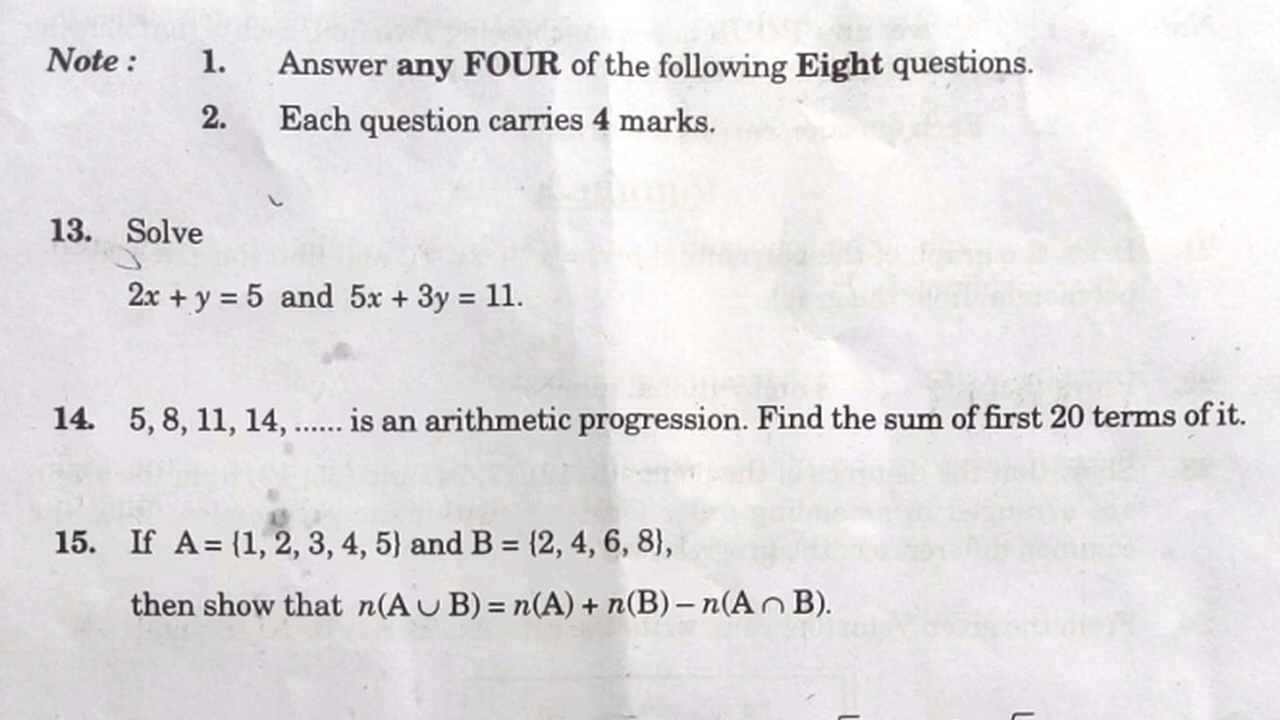 Note : 1. Answer any FOUR of the following Eight questions.
2. Each question carries 4 marks.
13. Solve
2x + y = 5 and 5x + 3y = 11.
14. 5, 8, 11, 14, ...... is an arithmetic progression. Find the sum of first 20 terms of it.
15. If A = {1, 2, 3, 4, 5} and B = {2, 4, 6, 8},
then show that n(A ∪ B) = n(A) + n(B) – n(A ∩ B).